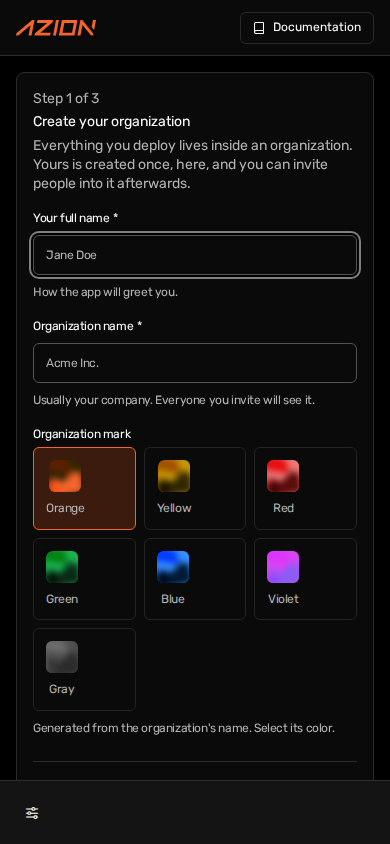 AZION
Documentation
Step 1 of 3
Create your organization
Everything you deploy lives inside an organization.
Yours is created once, here, and you can invite
people into it afterwards.
Your full name *
Jane Doe
How the app will greet you.
Organization name *
Acme Inc.
Usually your company. Everyone you invite will see it.
Organization mark
Orange
Yellow
Red
Green
Blue
Violet
Gray
Generated from the organization's name. Select its color.